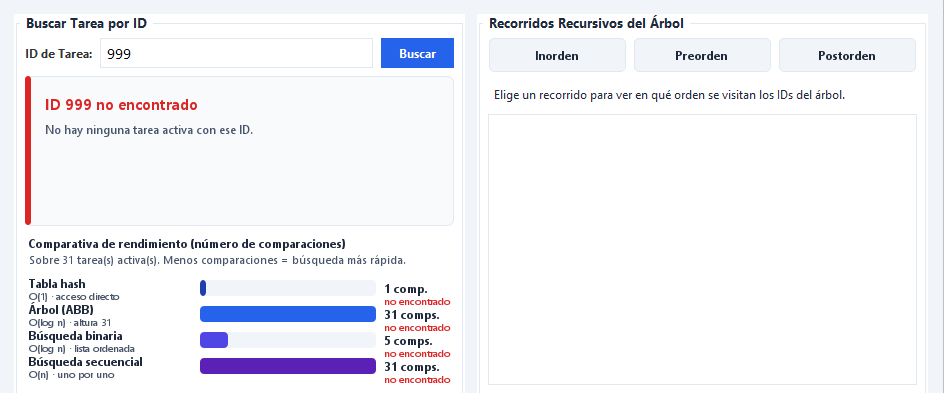 Buscar Tarea por ID
ID de Tarea: 999 Buscar
ID 999 no encontrado
No hay ninguna tarea activa con ese ID.
Comparativa de rendimiento (número de comparaciones)
Sobre 31 tarea(s) activa(s). Menos comparaciones = búsqueda más rápida.
Tabla hash
O(1) · acceso directo
1 comp.
no encontrado
Árbol (ABB)
O(log n) · altura 31
31 comps.
no encontrado
Búsqueda binaria
O(log n) · lista ordenada
5 comps.
no encontrado
Búsqueda secuencial
O(n) · uno por uno
31 comps.
no encontrado
Recorridos Recursivos del Árbol
Inorden Preorden Postorden
Elige un recorrido para ver en qué orden se visitan los IDs del árbol.